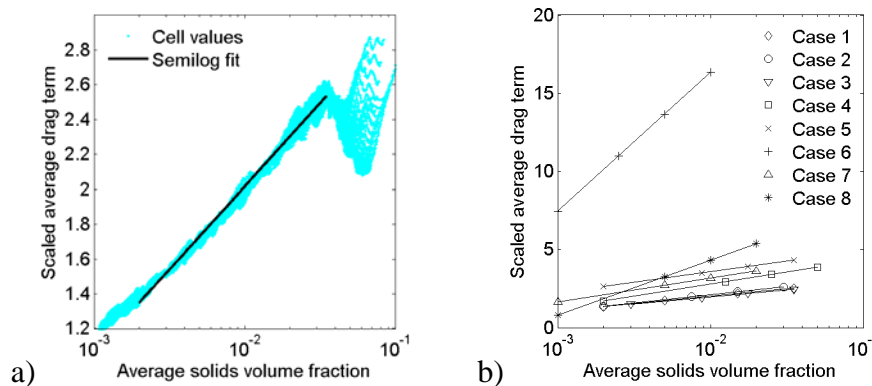 Cell values
Semilog fit
2.8
2.6
2.4
2.2
2
1.8
1.6
1.4
1.2
Scaled average drag term
10-3
10-2
10-1
Average solids volume fraction
a)
20
15
10
5
0
Scaled average drag term
Case 1
Case 2
Case 3
Case 4
Case 5
Case 6
Case 7
Case 8
10-3
10-2
10-
Average solids volume fraction
b)